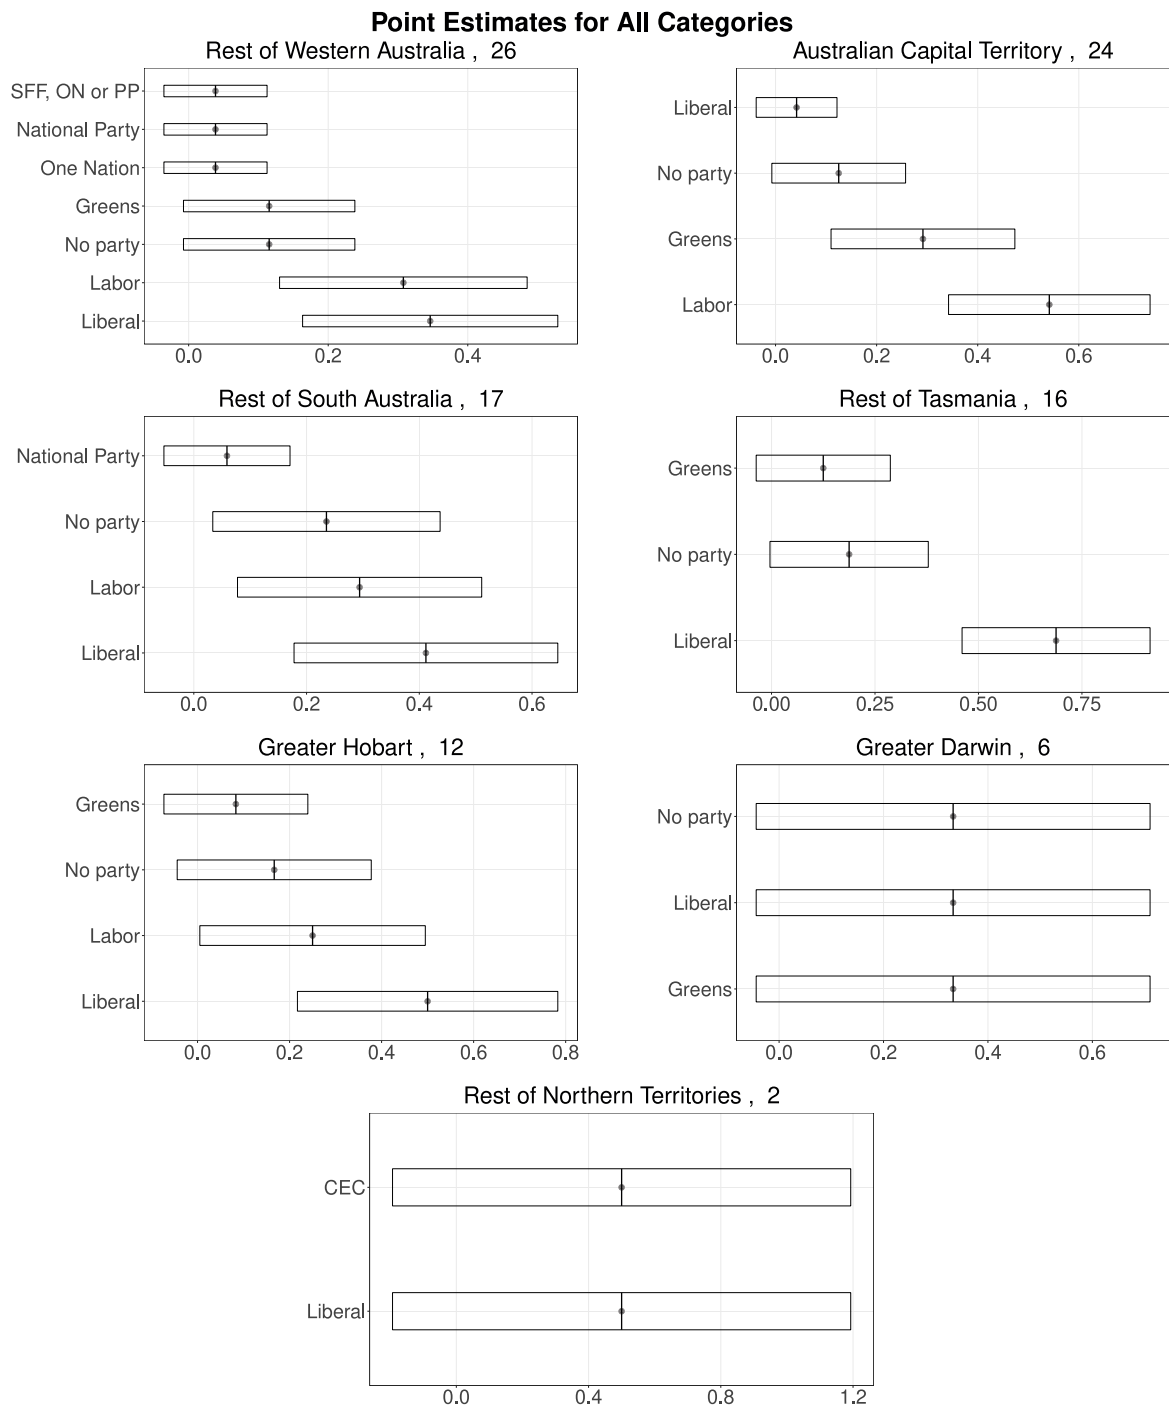 Point Estimates for All Categories
Rest of Western Australia , 26
SFF, ON or PP
National Party
One Nation
Greens
No party
Labor
Liberal
0.0 0.2 0.4
Australian Capital Territory , 24
Liberal
No party
Greens
Labor
0.0 0.2 0.4 0.6
Rest of South Australia , 17
National Party
No party
Labor
Liberal
0.0 0.2 0.4 0.6
Rest of Tasmania , 16
Greens
No party
Liberal
0.00 0.25 0.50 0.75
Greater Hobart , 12
Greens
No party
Labor
Liberal
0.0 0.2 0.4 0.6 0.8
Greater Darwin , 6
No party
Liberal
Greens
0.0 0.2 0.4 0.6
Rest of Northern Territories , 2
CEC
Liberal
0.0 0.4 0.8 1.2